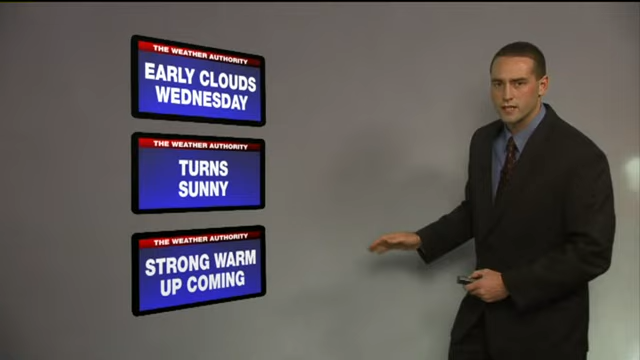 THE WEATHER AUTHORITY
EARLY CLOUDS
WEDNESDAY
THE WEATHER AUTHORITY
TURNS
SUNNY
THE WEATHER AUTHORITY
STRONG WARM
UP COMING